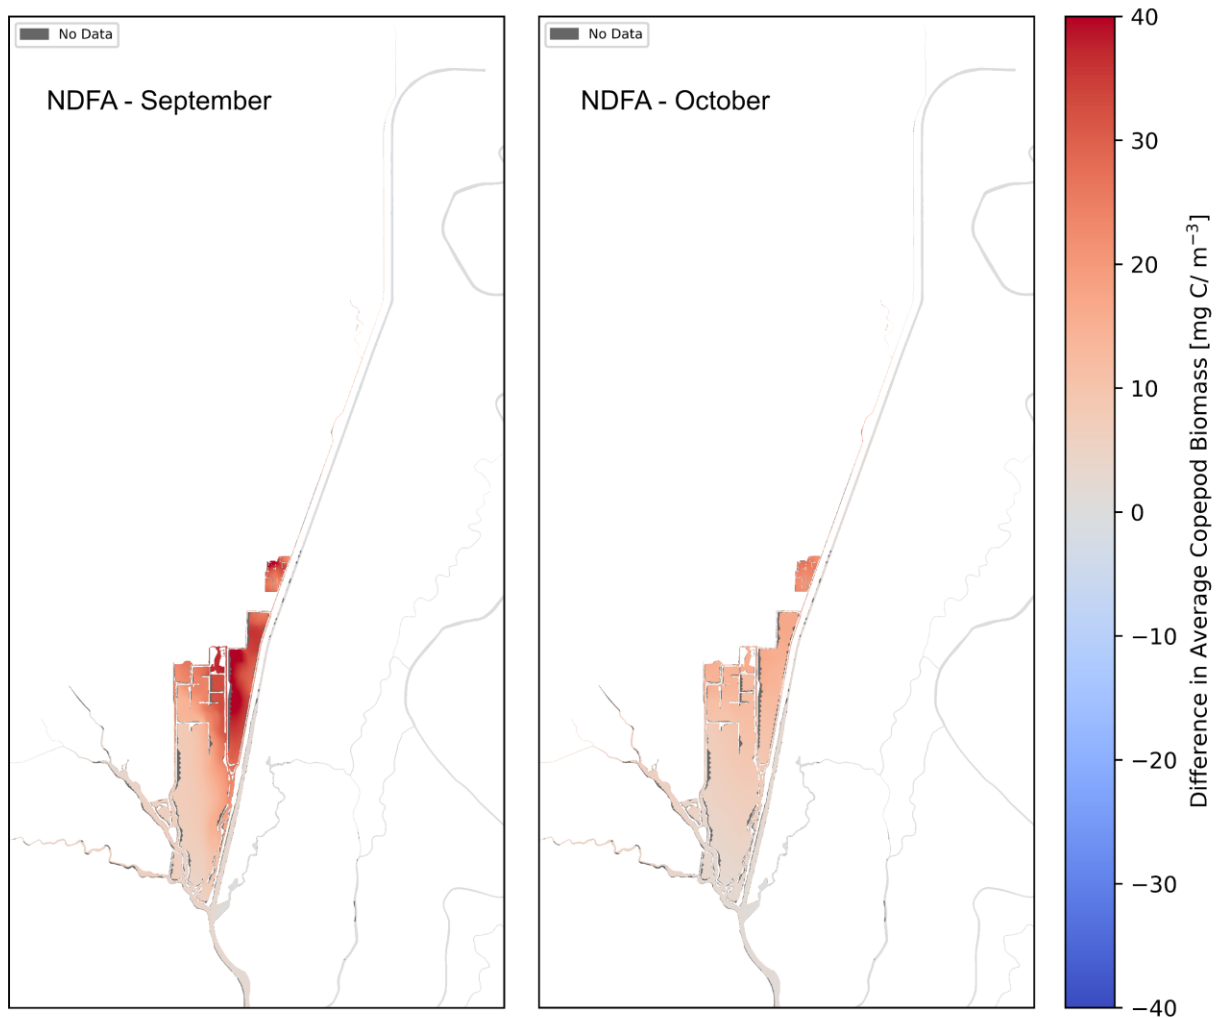 No Data
NDFA - September
No Data
NDFA - October
40
30
20
10
0
−10
−20
−30
−40
Difference in Average Copepod Biomass [mg C/ m⁻³]